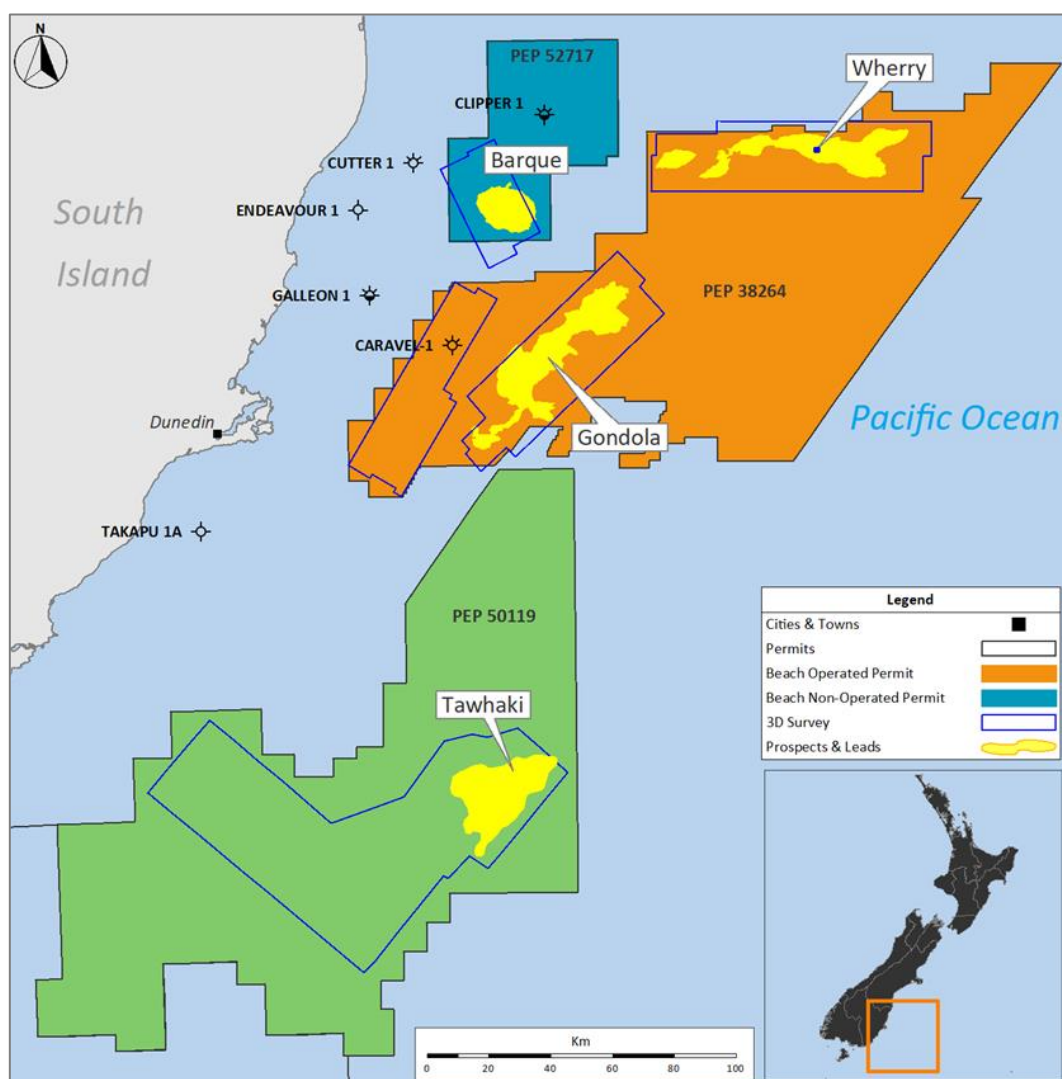 N
PEP 52717
CLIPPER 1
Wherry
CUTTER 1
Barque
ENDEAVOUR 1
South
Island
GALLEON 1
PEP 38264
CARAVEL-1
Dunedin
Gondola
Pacific Ocean
TAKAPU 1A
PEP 50119
Tawhaki
Legend
Cities & Towns
Permits
Beach Operated Permit
Beach Non-Operated Permit
3D Survey
Prospects & Leads
Km
0 20 40 60 80 100